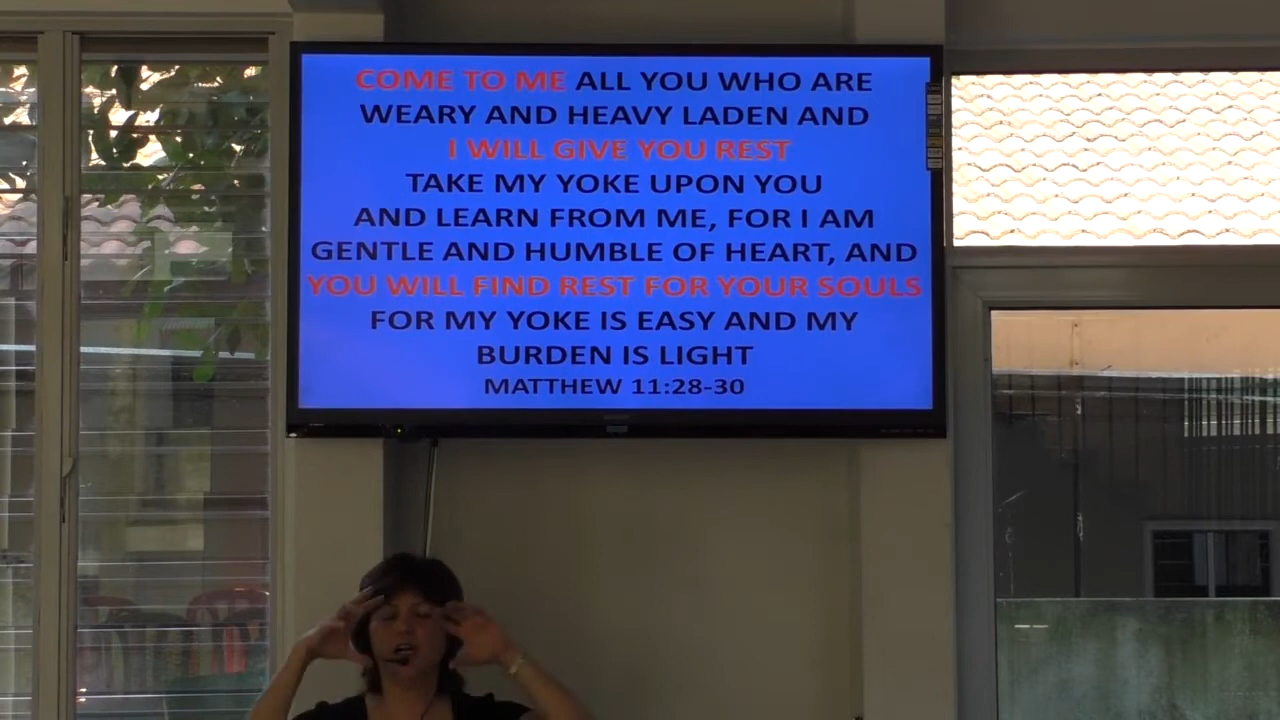 COME TO ME ALL YOU WHO ARE
WEARY AND HEAVY LADEN AND
I WILL GIVE YOU REST
TAKE MY YOKE UPON YOU
AND LEARN FROM ME, FOR I AM
GENTLE AND HUMBLE OF HEART, AND
YOU WILL FIND REST FOR YOUR SOULS
FOR MY YOKE IS EASY AND MY
BURDEN IS LIGHT
MATTHEW 11:28-30